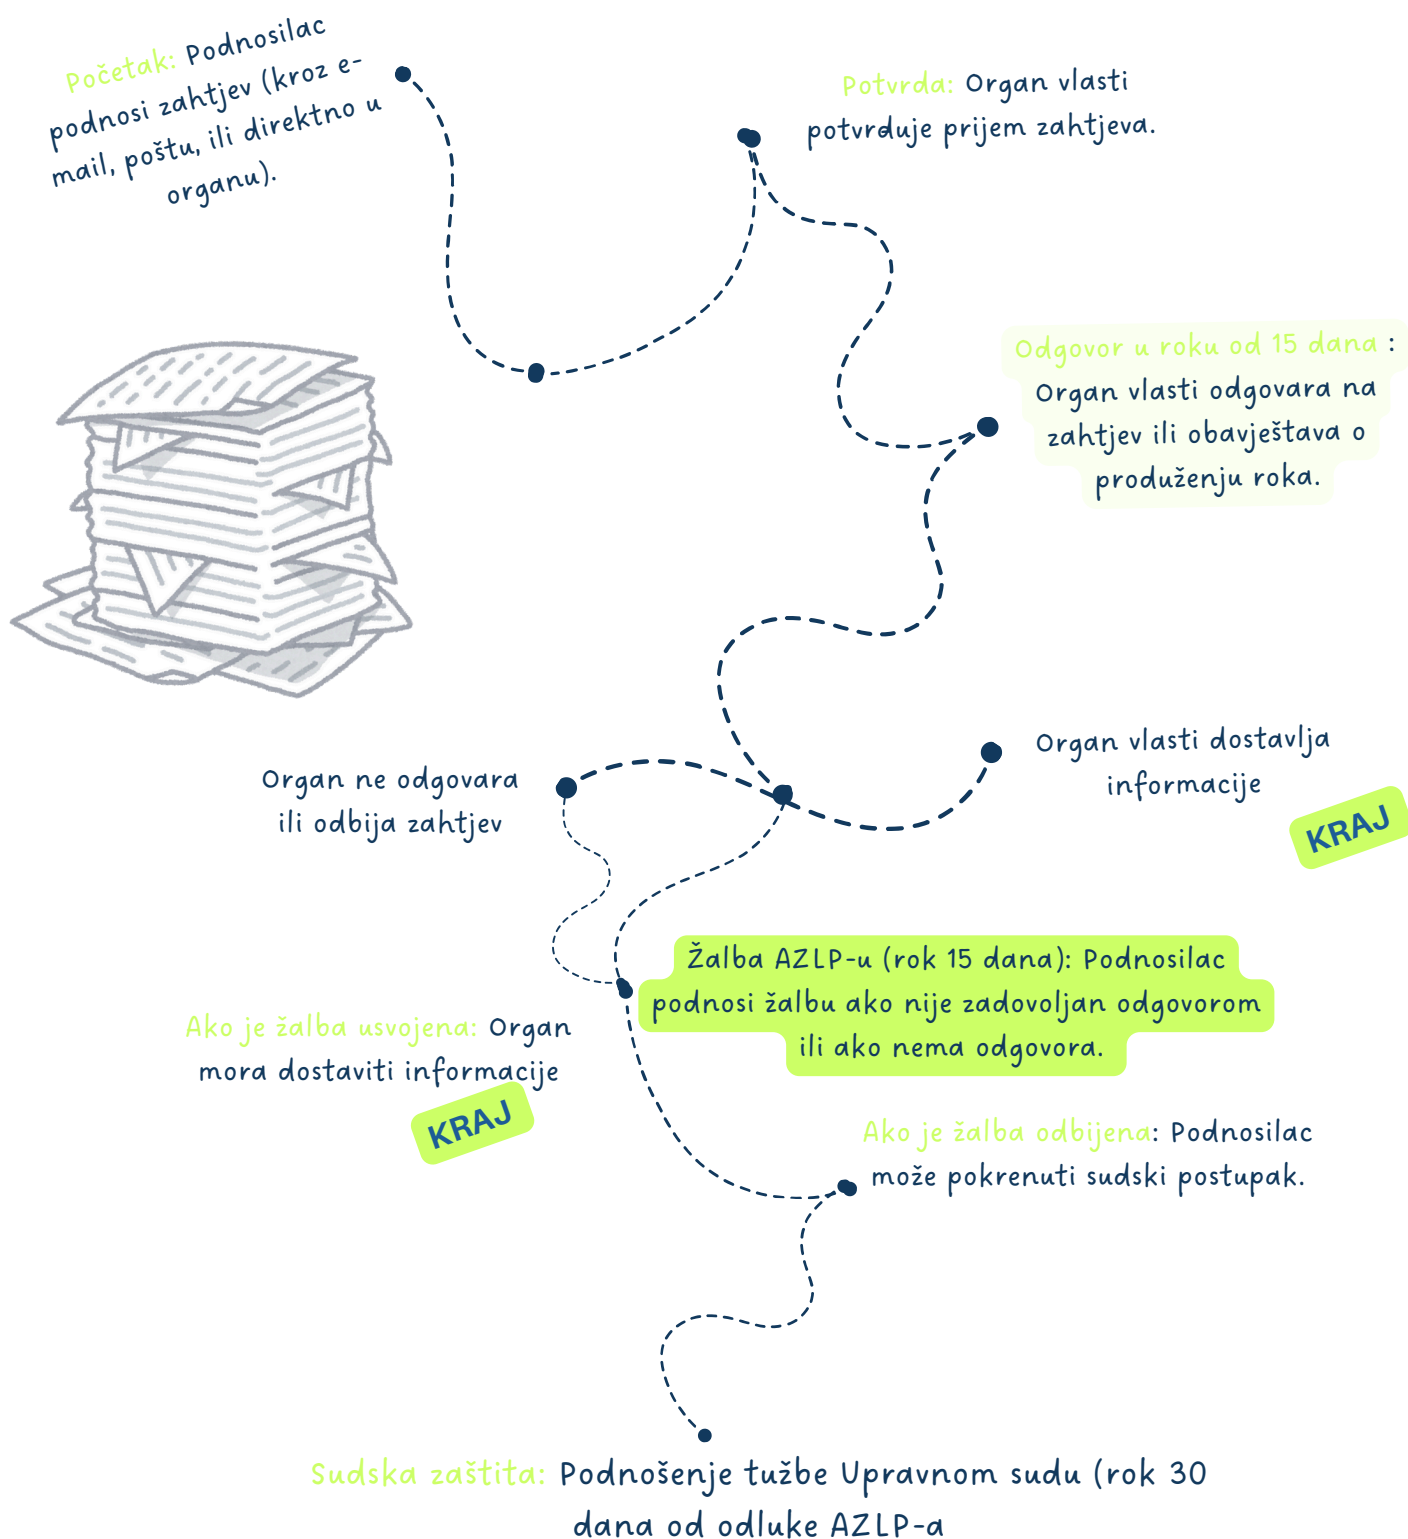 Početak: Podnosilac
podnosi zahtjev (kroz e-
mail, poštu, ili direktno u
organu).
Potvrda: Organ vlasti
potvrđuje prijem zahtjeva.
Odgovor u roku od 15 dana :
Organ vlasti odgovara na
zahtjev ili obavještava o
produženju roka.
Organ ne odgovara
ili odbija zahtjev
Organ vlasti dostavlja
informacije
KRAJ
Žalba AZLP-u (rok 15 dana): Podnosilac
podnosi žalbu ako nije zadovoljan odgovorom
ili ako nema odgovora.
Ako je žalba usvojena: Organ
mora dostaviti informacije
KRAJ
Ako je žalba odbijena: Podnosilac
može pokrenuti sudski postupak.
Sudska zaštita: Podnošenje tužbe Upravnom sudu (rok 30
dana od odluke AZLP-a